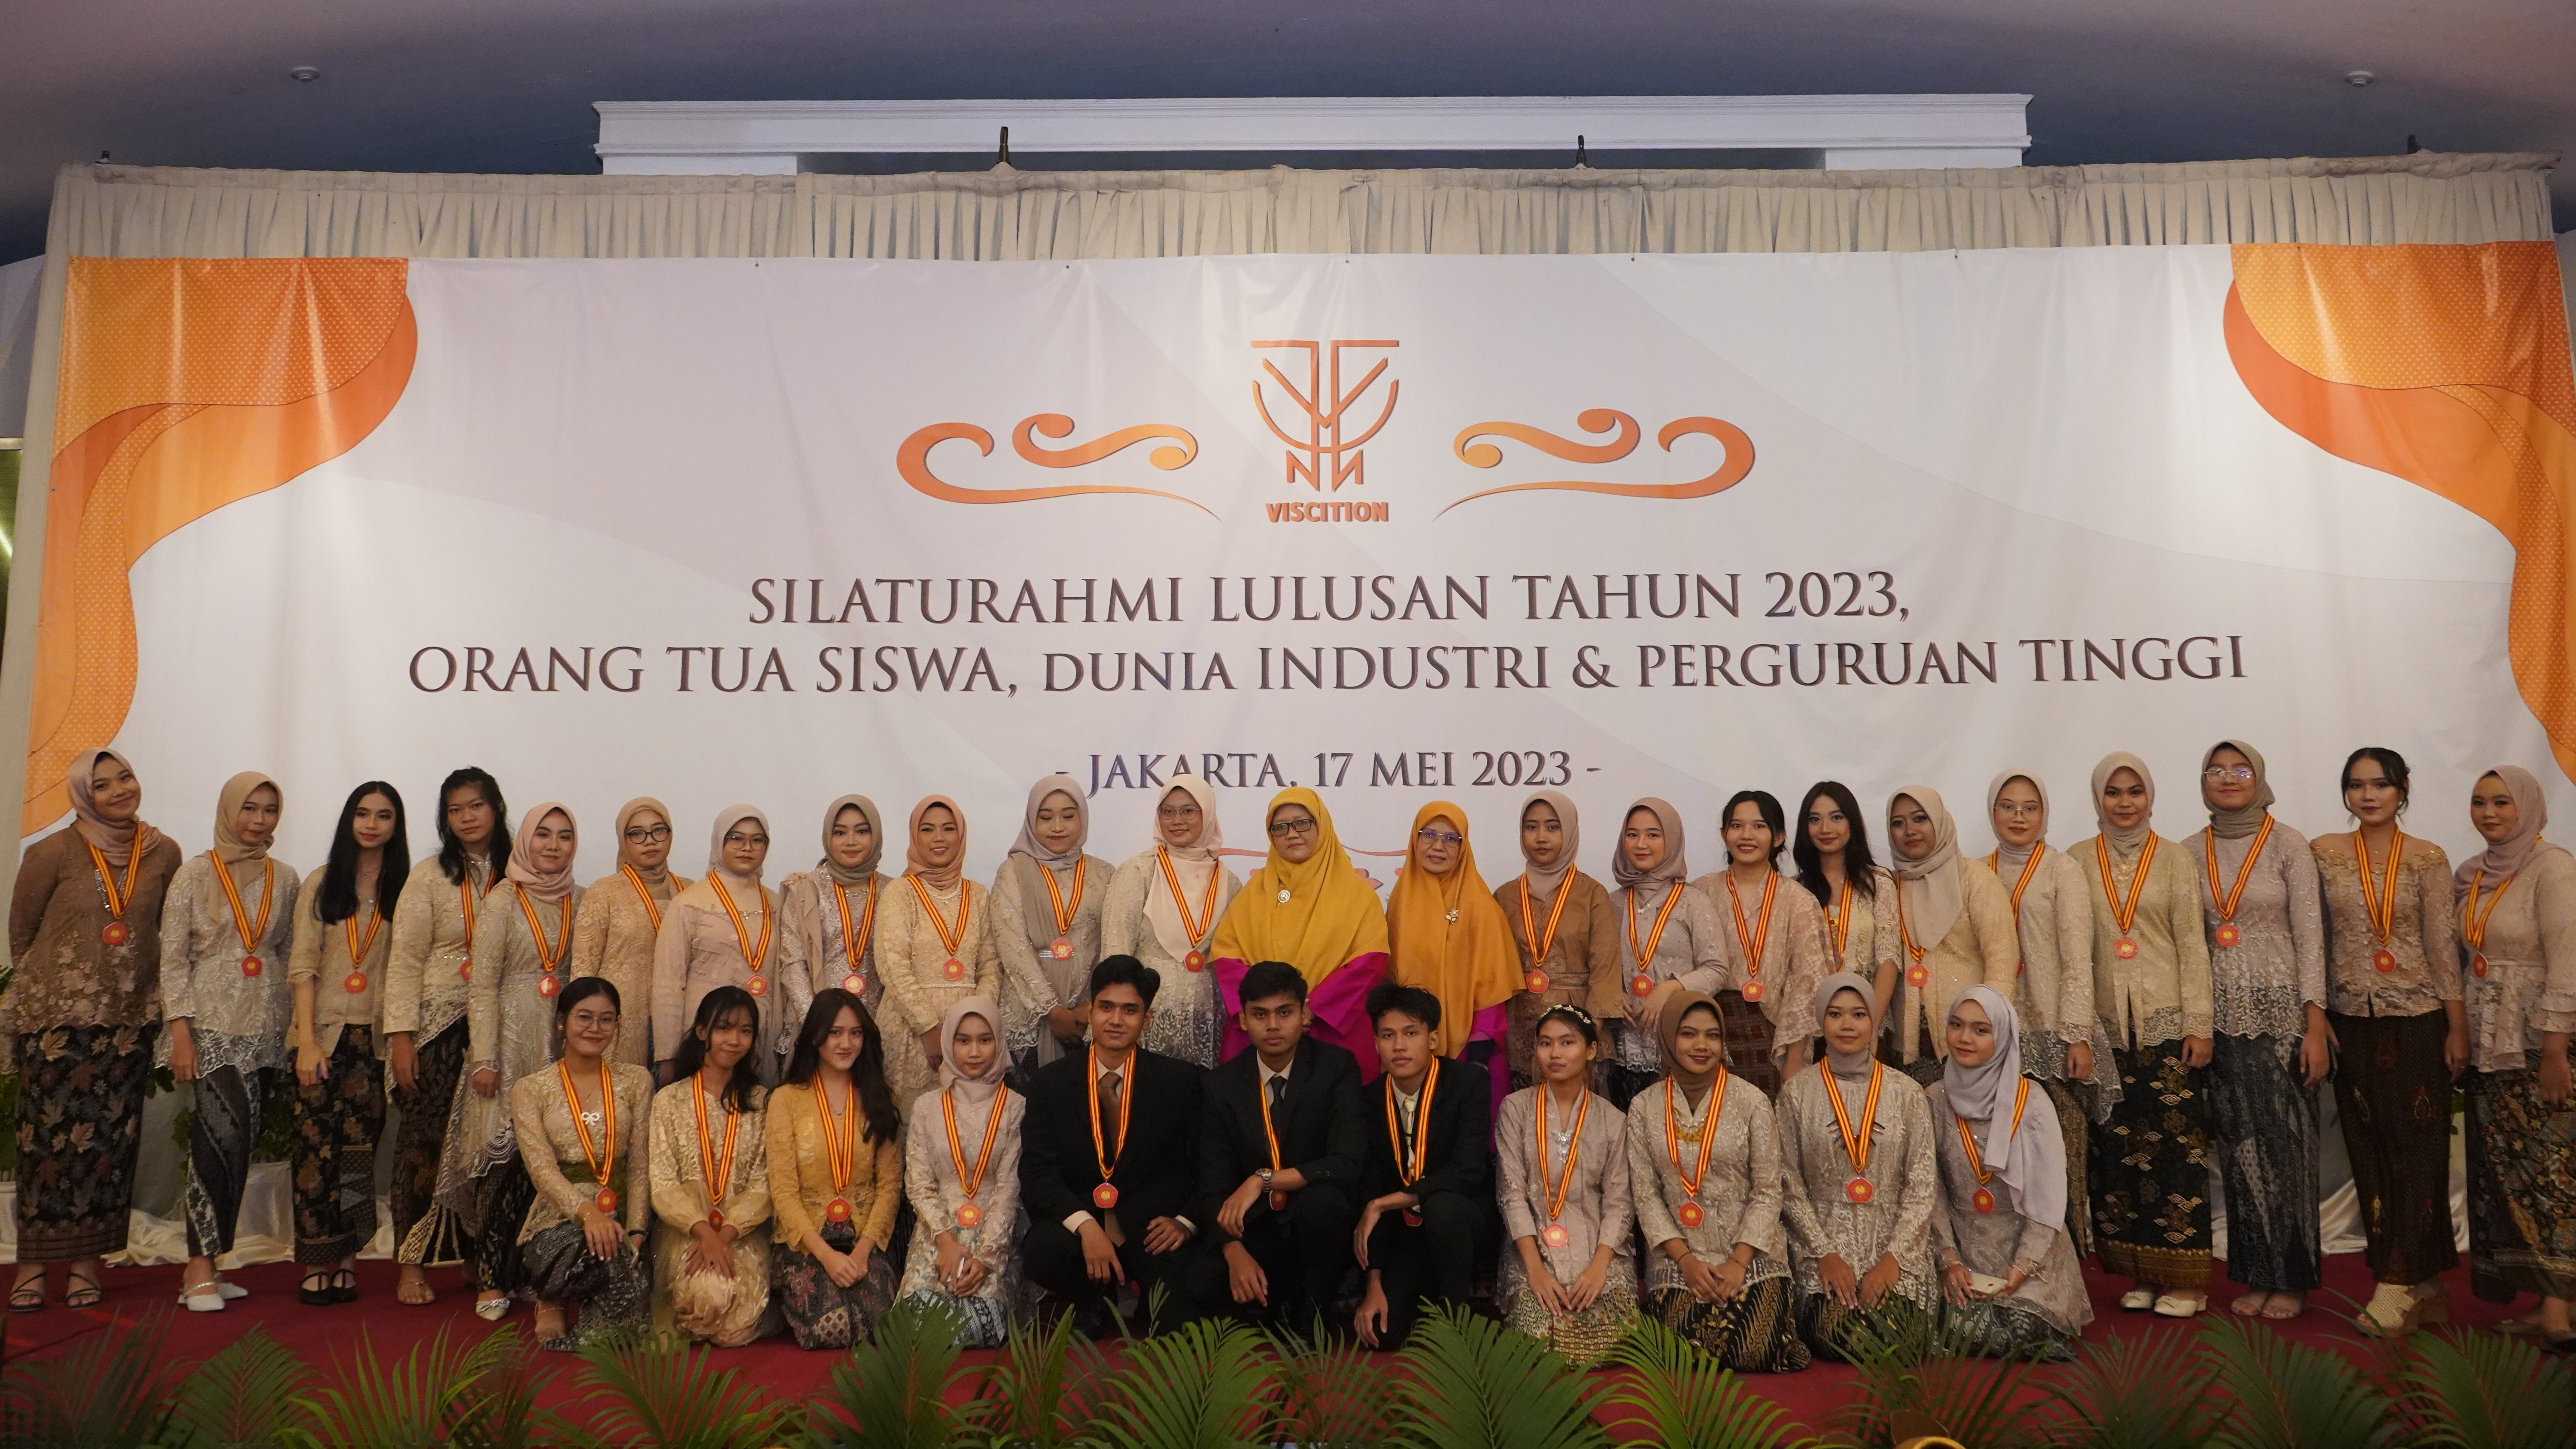 VISCITION
SILATURAHMI LULUSAN TAHUN 2023,
ORANG TUA SISWA, DUNIA INDUSTRI & PERGURUAN TINGGI
- JAKARTA, 17 MEI 2023 -